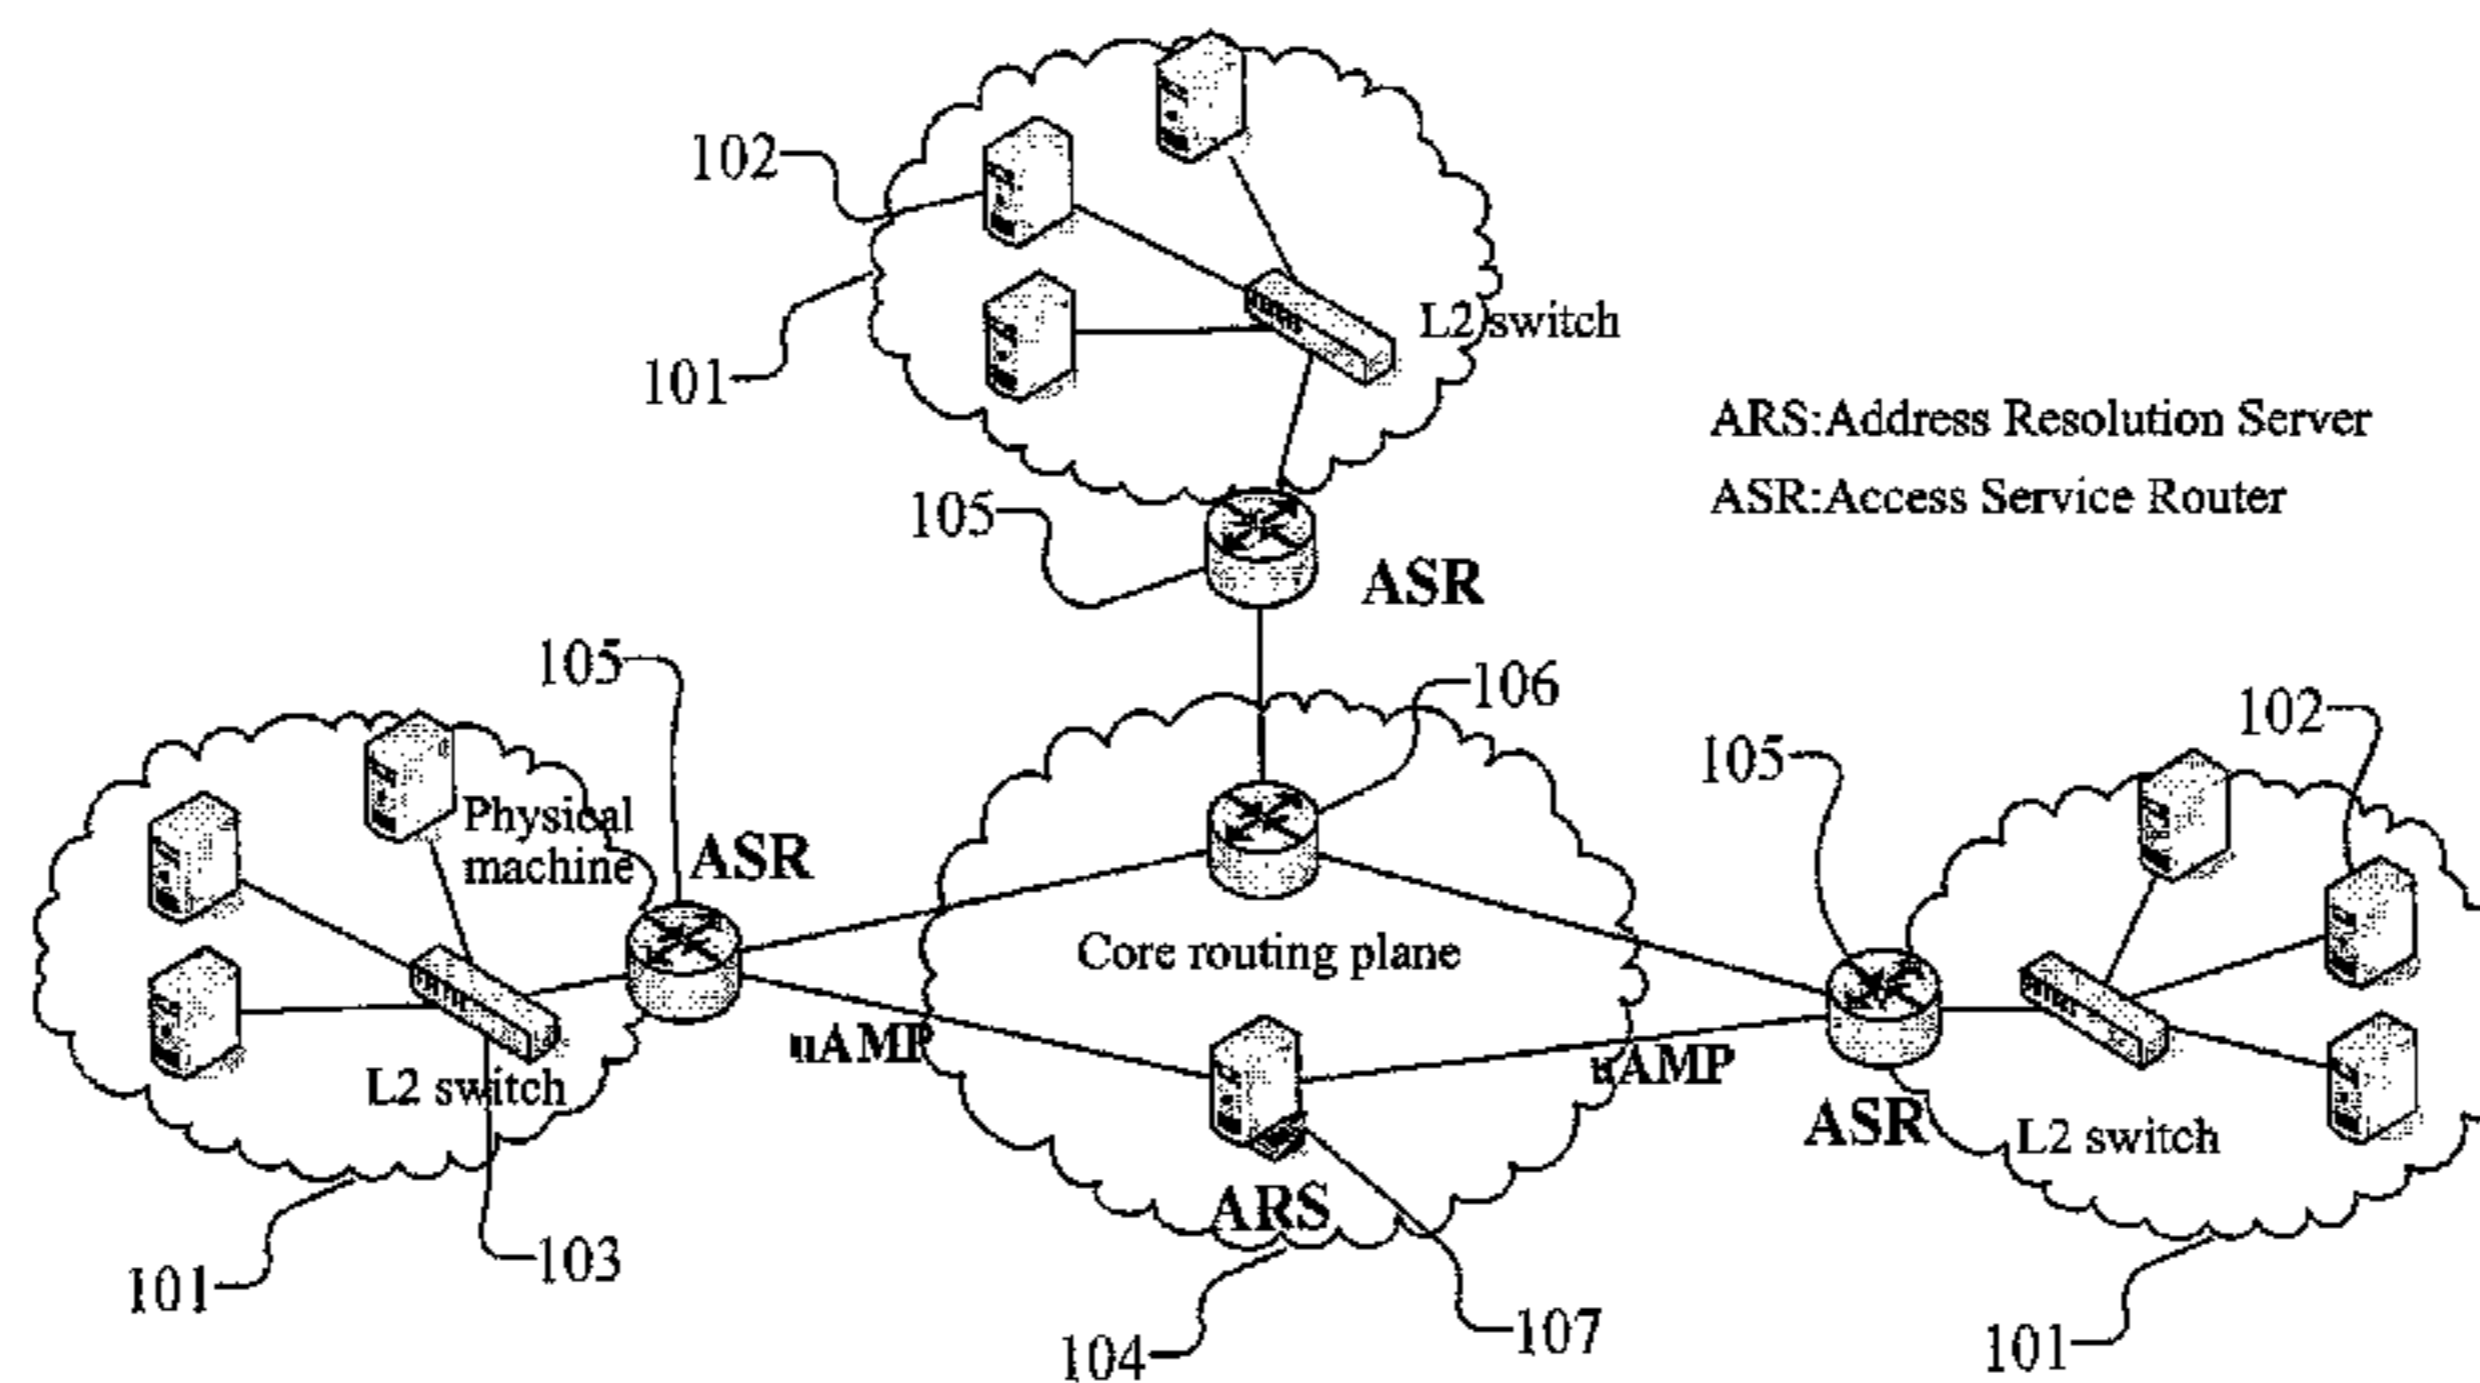 102
L2 switch
101
ARS:Address Resolution Server
ASR:Access Service Router
105
ASR
105
106
102
105
Physical
machine
ASR
Core routing plane
uAMP
uAMP
L2 switch
ASR
L2 switch
ARS
103
101
107
104
101